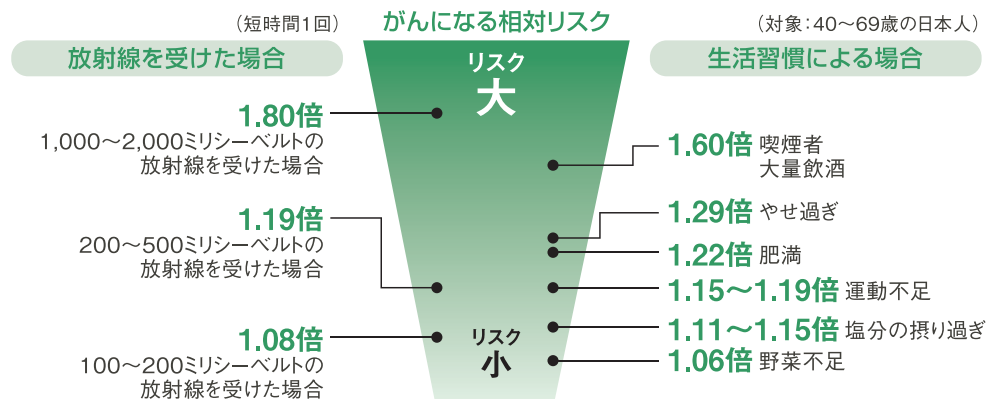 がんになる相対リスク
(短時間1回)
放射線を受けた場合
(対象:40〜69歳の日本人)
生活習慣による場合
リスク
大
1.80倍
1,000〜2,000ミリシーベルトの
放射線を受けた場合
1.19倍
200〜500ミリシーベルトの
放射線を受けた場合
1.08倍
100〜200ミリシーベルトの
放射線を受けた場合
1.60倍 喫煙者
大量飲酒
1.29倍 やせ過ぎ
1.22倍 肥満
1.15〜1.19倍 運動不足
1.11〜1.15倍 塩分の摂り過ぎ
1.06倍 野菜不足
リスク
小